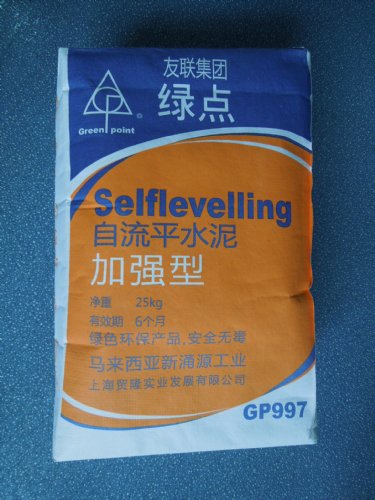 友联集团
绿点
Green point
®
Selflevelling
自流平水泥
加强型
净重 25kg
有效期 6个月
绿色环保产品,安全无毒
马来西亚新涌源工业
上海贸隆实业发展有限公司
GP997